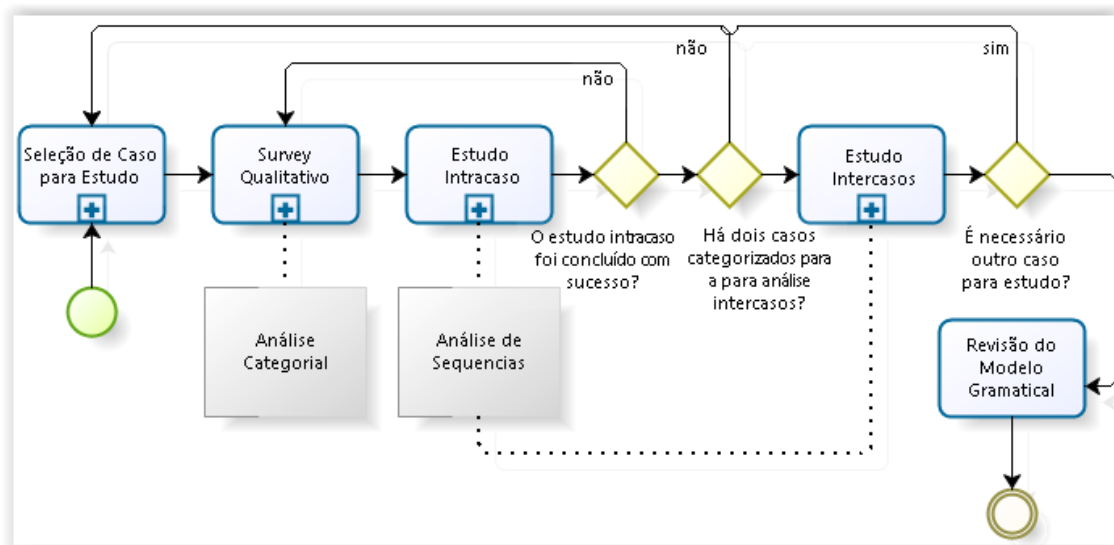 não
sim
não
Seleção de Caso
para Estudo
Survey
Qualitativo
Estudo
Intracaso
Estudo
Intercasos
O estudo intracaso
foi concluído com
sucesso?
Há dois casos
categorizados para
a para análise
intercasos?
É necessário
outro caso
para estudo?
Análise
Categorial
Análise de
Sequencias
Revisão do
Modelo
Gramatical